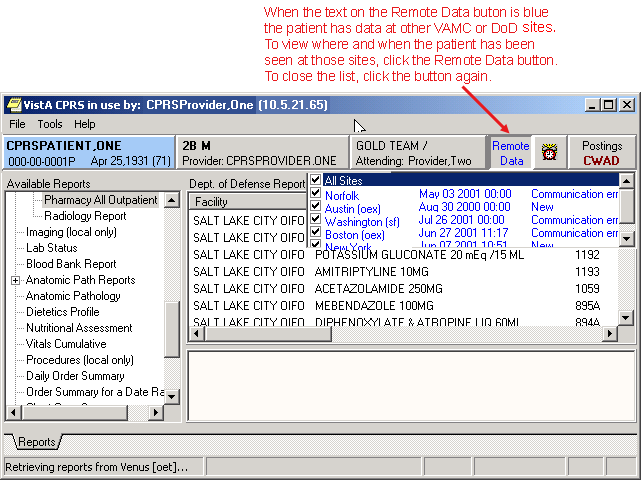 When the text on the Remote Data buton is blue
the patient has data at other VAMC or DoD sites.
To view where and when the patient has been
seen at those sites, click the Remote Data button.
To close the list, click the button again.
VistA CPRS in use by: CPRSProvider,One (10.5.21.65)
File Tools Help
CPRSPATIENT,ONE
000-00-0001P Apr 25,1931 (71)
2B M
Provider: CPRSPROVIDER.ONE
GOLD TEAM /
Attending: Provider,Two
Remote
Data
Postings
CWAD
Available Reports
Pharmacy All Outpatient
Radiology Report
Imaging (local only)
Lab Status
Blood Bank Report
Anatomic Path Reports
Anatomic Pathology
Dietetics Profile
Nutritional Assessment
Vitals Cumulative
Procedures (local only)
Daily Order Summary
Order Summary for a Date Ra
Dept. of Defense Report
All Sites
Norfolk May 03 2001 00:00 Communication err
Austin (oex) Aug 30 2000 00:00 New
Washington (sf) Jul 26 2001 00:00 Communication err
Boston (oex) Jun 27 2001 11:17 Communication err
New York Jun 07 2001 10:51 New
Facility
SALT LAKE CITY OIFO
SALT LAKE CITY OIFO
SALT LAKE CITY OIFO POTASSIUM GLUCONATE 20 mEq /15 ML 1192
SALT LAKE CITY OIFO AMITRIPTYLINE 10MG 1193
SALT LAKE CITY OIFO ACETAZOLAMIDE 250MG 1059
SALT LAKE CITY OIFO MEBENDAZOLE 100MG 895A
SALT LAKE CITY OIFO DIPHENOXYLATE & ATROPINE LIQ 60ML 894A
Reports
Retrieving reports from Venus [oet]...